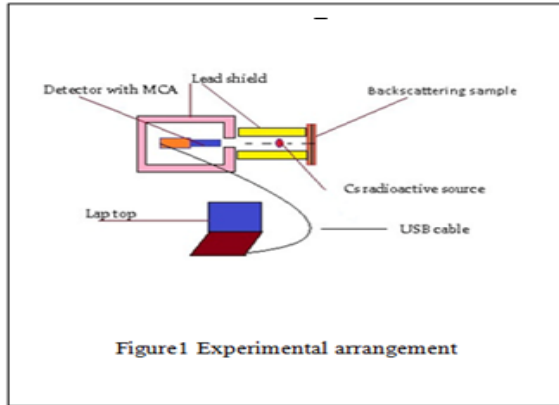 Lead shield
Detector with MCA
Backscattering sample
Cs radioactive source
Lap top
USB cable
Figure1 Experimental arrangement